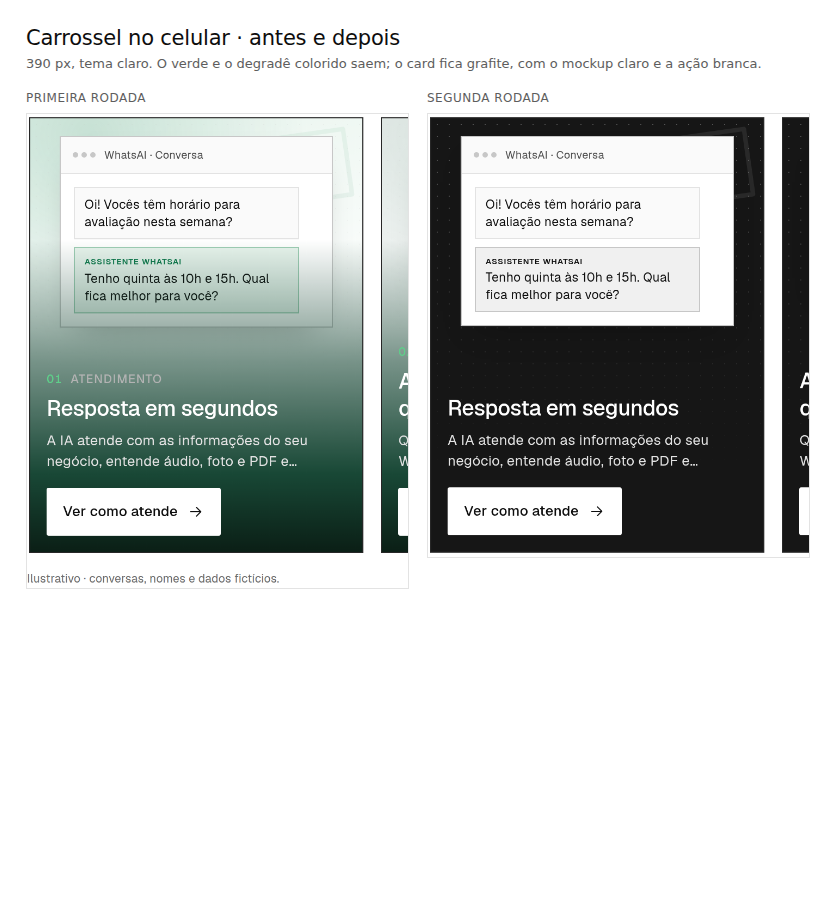 Carrossel no celular · antes e depois
390 px, tema claro. O verde e o degradê colorido saem; o card fica grafite, com o mockup claro e a ação branca.
PRIMEIRA RODADA
WhatsAI · Conversa
Oi! Vocês têm horário para
avaliação nesta semana?
ASSISTENTE WHATSAI
Tenho quinta às 10h e 15h. Qual
fica melhor para você?
01 ATENDIMENTO
Resposta em segundos
A IA atende com as informações do seu
negócio, entende áudio, foto e PDF e…
Ver como atende →
Ilustrativo · conversas, nomes e dados fictícios.
SEGUNDA RODADA
WhatsAI · Conversa
Oi! Vocês têm horário para
avaliação nesta semana?
ASSISTENTE WHATSAI
Tenho quinta às 10h e 15h. Qual
fica melhor para você?
Resposta em segundos
A IA atende com as informações do seu
negócio, entende áudio, foto e PDF e…
Ver como atende →